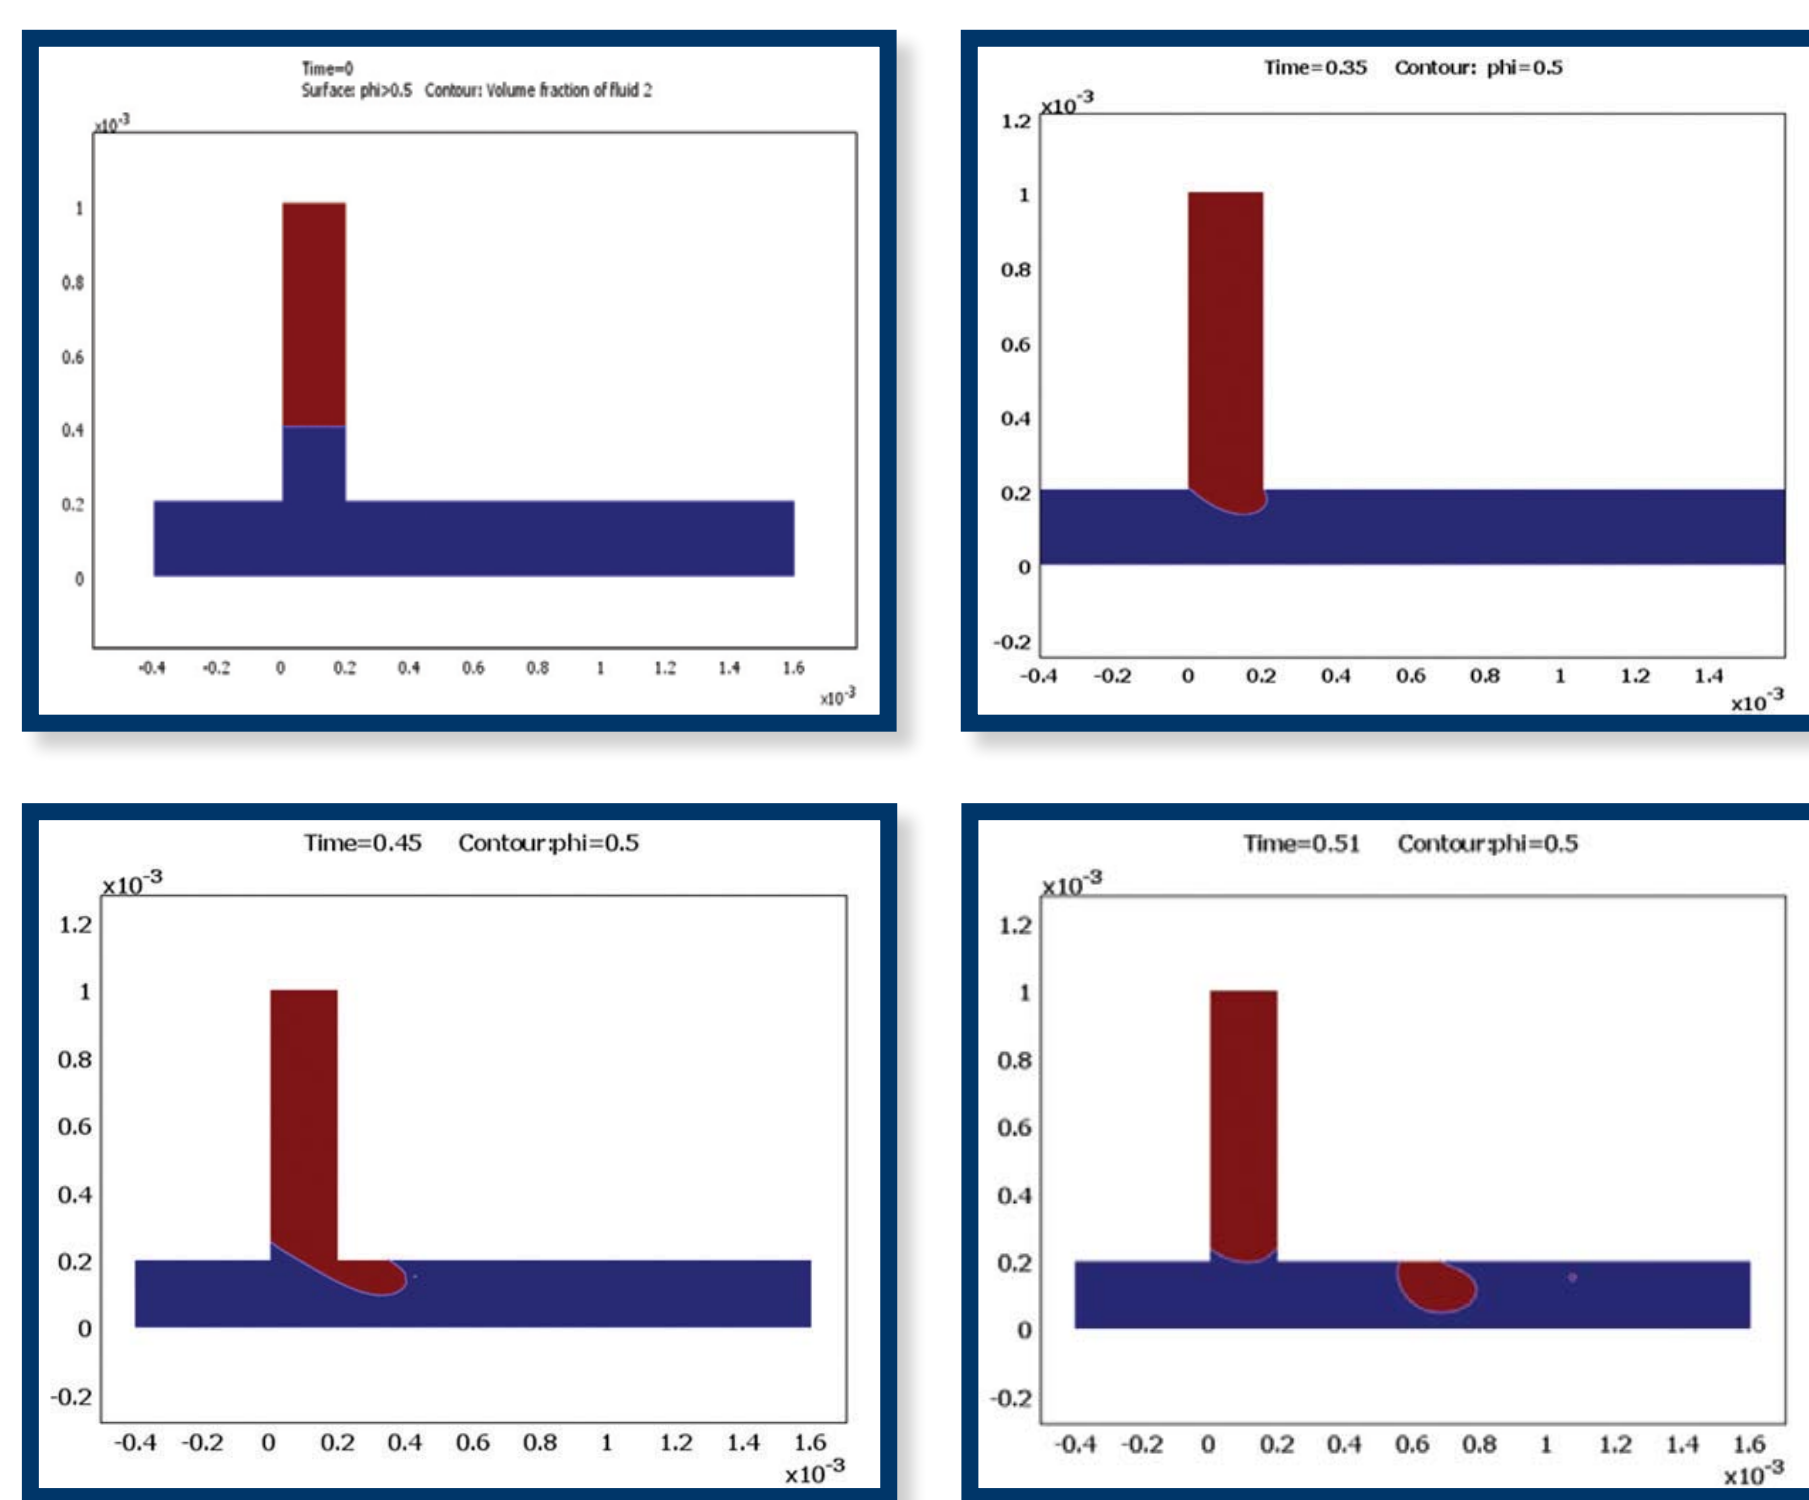 Time=0
Surface: phi>0.5 Contour: Volume fraction of fluid 2
x10-3
1
0.8
0.6
0.4
0.2
0
-0.4 -0.2 0 0.2 0.4 0.6 0.8 1 1.2 1.4 1.6
x10-3
Time=0.35 Contour: phi=0.5
x10-3
1.2
1
0.8
0.6
0.4
0.2
0
-0.2
-0.4 -0.2 0 0.2 0.4 0.6 0.8 1 1.2 1.4
x10-3
Time=0.45 Contour:phi=0.5
x10-3
1.2
1
0.8
0.6
0.4
0.2
0
-0.2
-0.4 -0.2 0 0.2 0.4 0.6 0.8 1 1.2 1.4 1.6
x10-3
Time=0.51 Contour:phi=0.5
x10-3
1.2
1
0.8
0.6
0.4
0.2
0
-0.2
-0.4 -0.2 0 0.2 0.4 0.6 0.8 1 1.2 1.4 1.6
x10-3